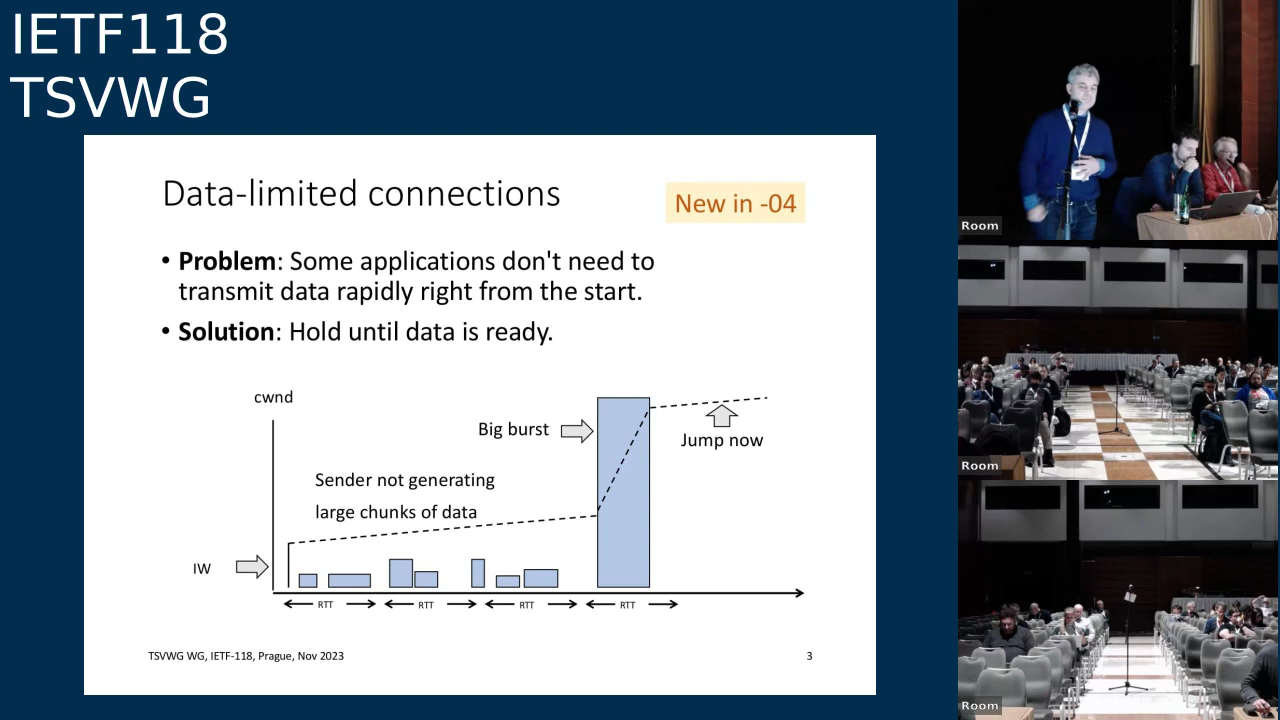 IETF118
TSVWG
Data-limited connections
New in -04
• Problem: Some applications don't need to
transmit data rapidly right from the start.
• Solution: Hold until data is ready.
cwnd
Big burst
Jump now
Sender not generating
large chunks of data
IW
RTT
RTT
RTT
RTT
TSVWG WG, IETF-118, Prague, Nov 2023
3
Room
Room
Room